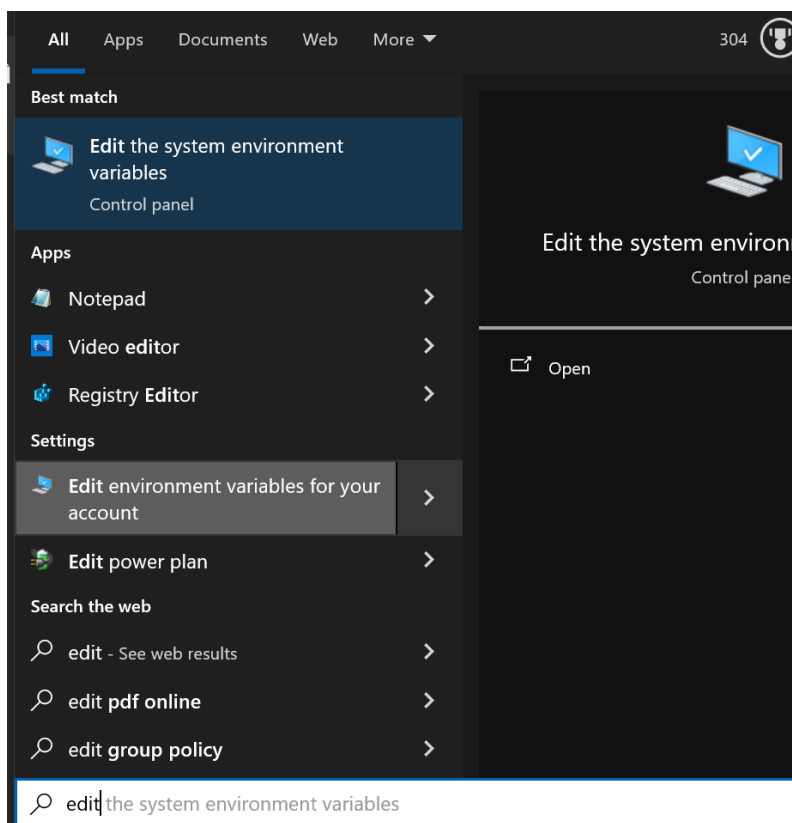 All Apps Documents Web More 304
Best match
Edit the system environment
variables
Control panel
Apps
Notepad
Video editor
Registry Editor
Settings
Edit environment variables for your
account
Edit power plan
Search the web
edit - See web results
edit pdf online
edit group policy
edit the system environment variables
Edit the system environ
Control pane
Open